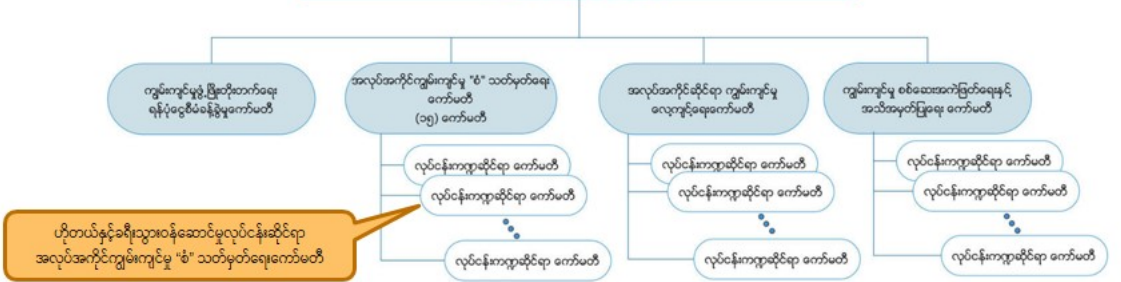 ကျွမ်းကျင်မှုဖွံ့ဖြိုးတိုးတက်ရေး
ရန်ပုံငွေစီမံခန့်ခွဲမှုကော်မတီ
အလုပ်အကိုင်ကျွမ်းကျင်မှု “စံ” သတ်မှတ်ရေး
ကော်မတီ
(၁၅) ကော်မတီ
အလုပ်အကိုင်ဆိုင်ရာ ကျွမ်းကျင်မှု
လေ့ကျင့်ရေးကော်မတီ
ကျွမ်းကျင်မှု စစ်ဆေးအကဲဖြတ်ရေးနှင့်
အသိအမှတ်ပြုရေး ကော်မတီ
လုပ်ငန်းကဏ္ဍဆိုင်ရာ ကော်မတီ
လုပ်ငန်းကဏ္ဍဆိုင်ရာ ကော်မတီ
လုပ်ငန်းကဏ္ဍဆိုင်ရာ ကော်မတီ
လုပ်ငန်းကဏ္ဍဆိုင်ရာ ကော်မတီ
လုပ်ငန်းကဏ္ဍဆိုင်ရာ ကော်မတီ
လုပ်ငန်းကဏ္ဍဆိုင်ရာ ကော်မတီ
လုပ်ငန်းကဏ္ဍဆိုင်ရာ ကော်မတီ
လုပ်ငန်းကဏ္ဍဆိုင်ရာ ကော်မတီ
လုပ်ငန်းကဏ္ဍဆိုင်ရာ ကော်မတီ
ဟိုတယ်နှင့်ခရီးသွားဝန်ဆောင်မှုလုပ်ငန်းဆိုင်ရာ
အလုပ်အကိုင်ကျွမ်းကျင်မှု “စံ” သတ်မှတ်ရေးကော်မတီ